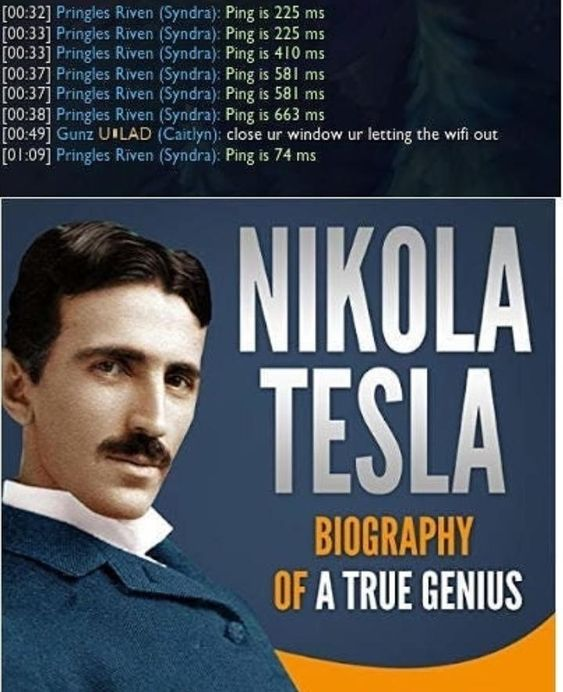 [00:32] Pringles Riven (Syndra): Ping is 225 ms
[00:33] Pringles Riven (Syndra): Ping is 225 ms
[00:33] Pringles Riven (Syndra): Ping is 410 ms
[00:37] Pringles Riven (Syndra): Ping is 581 ms
[00:37] Pringles Riven (Syndra): Ping is 581 ms
[00:38] Pringles Riven (Syndra): Ping is 663 ms
[00:49] Gunz LAD (Caitlyn): close ur window ur letting the wifi out
[01:09] Pringles Riven (Syndra): Ping is 74 ms
NIKOLA
TESLA
BIOGRAPHY
OF A TRUE GENIUS